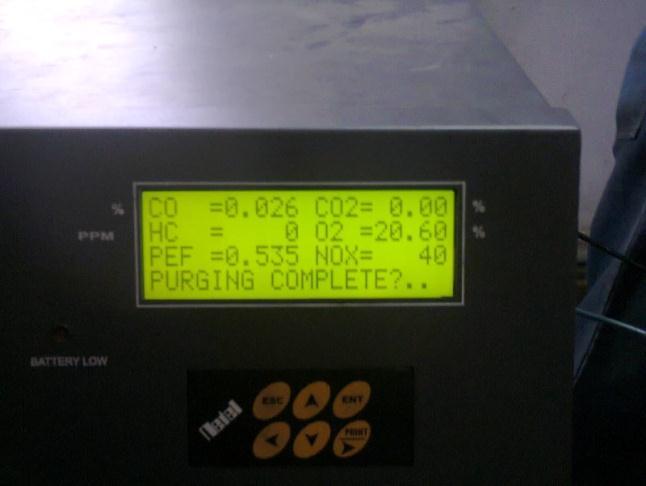 % CO =0.026 CO2= 0.00 %
PPM HC = 0 O2 =20.60 %
PEF =0.535 NOX= 40
PURGING COMPLETE?..
BATTERY LOW
ESC ENT
PRINT